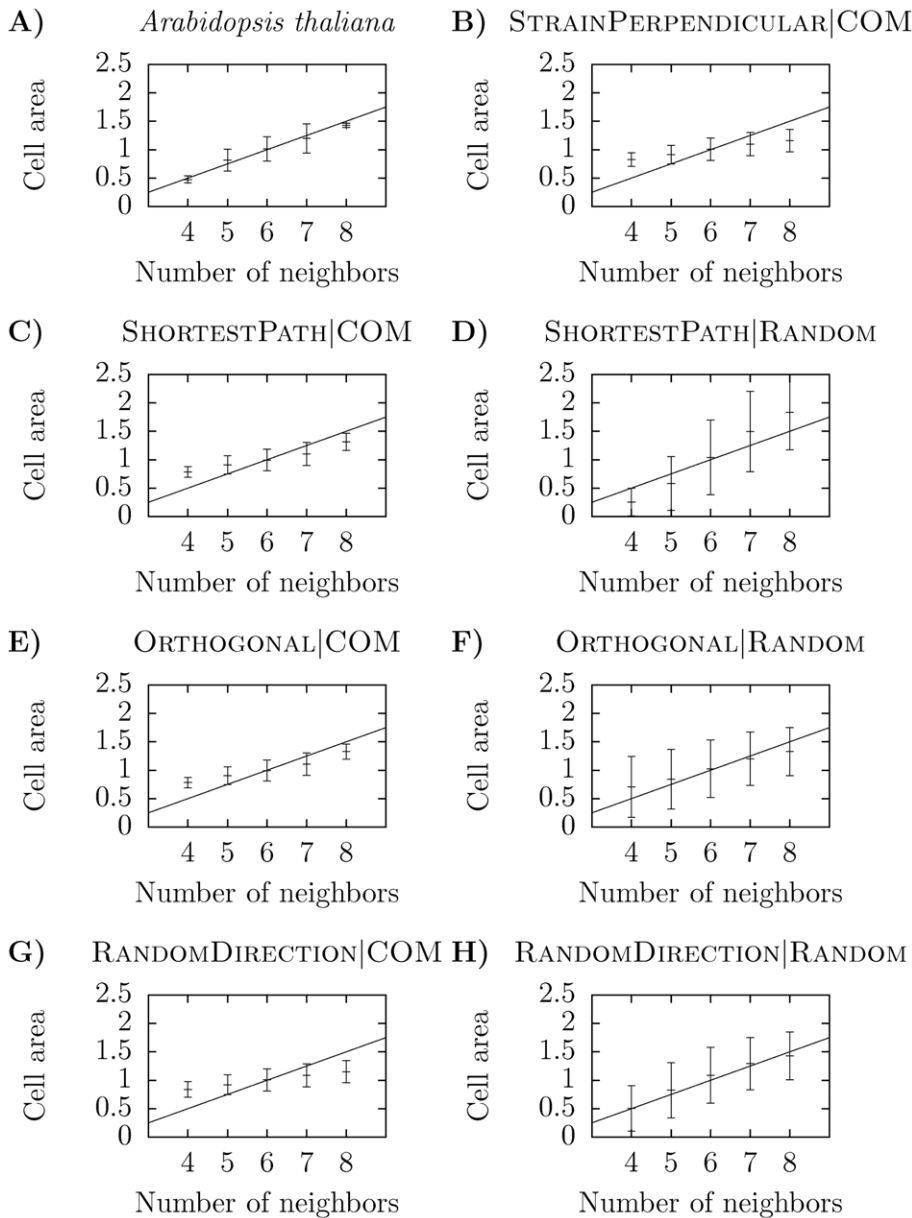 A) Arabidopsis thaliana
2.5
2
1.5
1
0.5
0
Cell area
4 5 6 7 8
Number of neighbors
B) STRAINPERPENDICULAR|COM
2.5
2
1.5
1
0.5
0
Cell area
4 5 6 7 8
Number of neighbors
C) SHORTESTPATH|COM
2.5
2
1.5
1
0.5
0
Cell area
4 5 6 7 8
Number of neighbors
D) SHORTESTPATH|RANDOM
2.5
2
1.5
1
0.5
0
Cell area
4 5 6 7 8
Number of neighbors
E) ORTHOGONAL|COM
2.5
2
1.5
1
0.5
0
Cell area
4 5 6 7 8
Number of neighbors
F) ORTHOGONAL|RANDOM
2.5
2
1.5
1
0.5
0
Cell area
4 5 6 7 8
Number of neighbors
G) RANDOMDIRECTION|COM
2.5
2
1.5
1
0.5
0
Cell area
4 5 6 7 8
Number of neighbors
H) RANDOMDIRECTION|RANDOM
2.5
2
1.5
1
0.5
0
Cell area
4 5 6 7 8
Number of neighbors